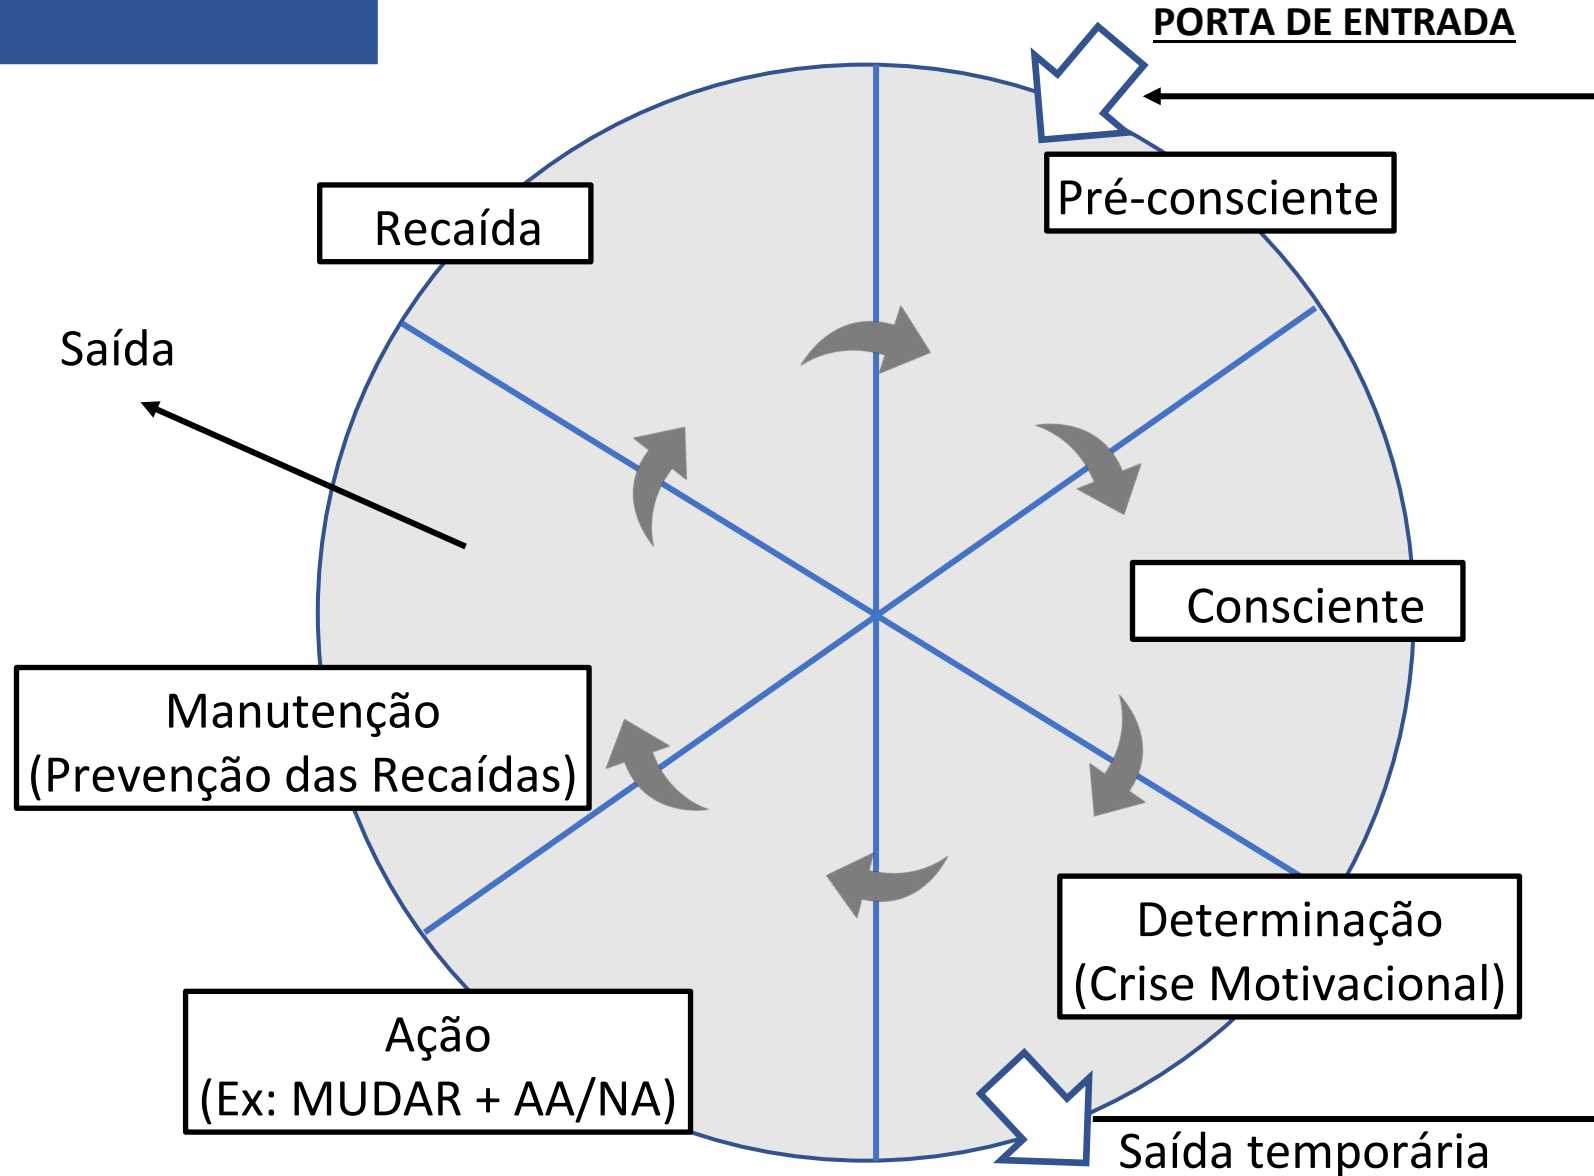 PORTA DE ENTRADA
Pré-consciente
Recaída
Saída
Consciente
Manutenção
(Prevenção das Recaídas)
Determinação
(Crise Motivacional)
Ação
(Ex: MUDAR + AA/NA)
Saída temporária